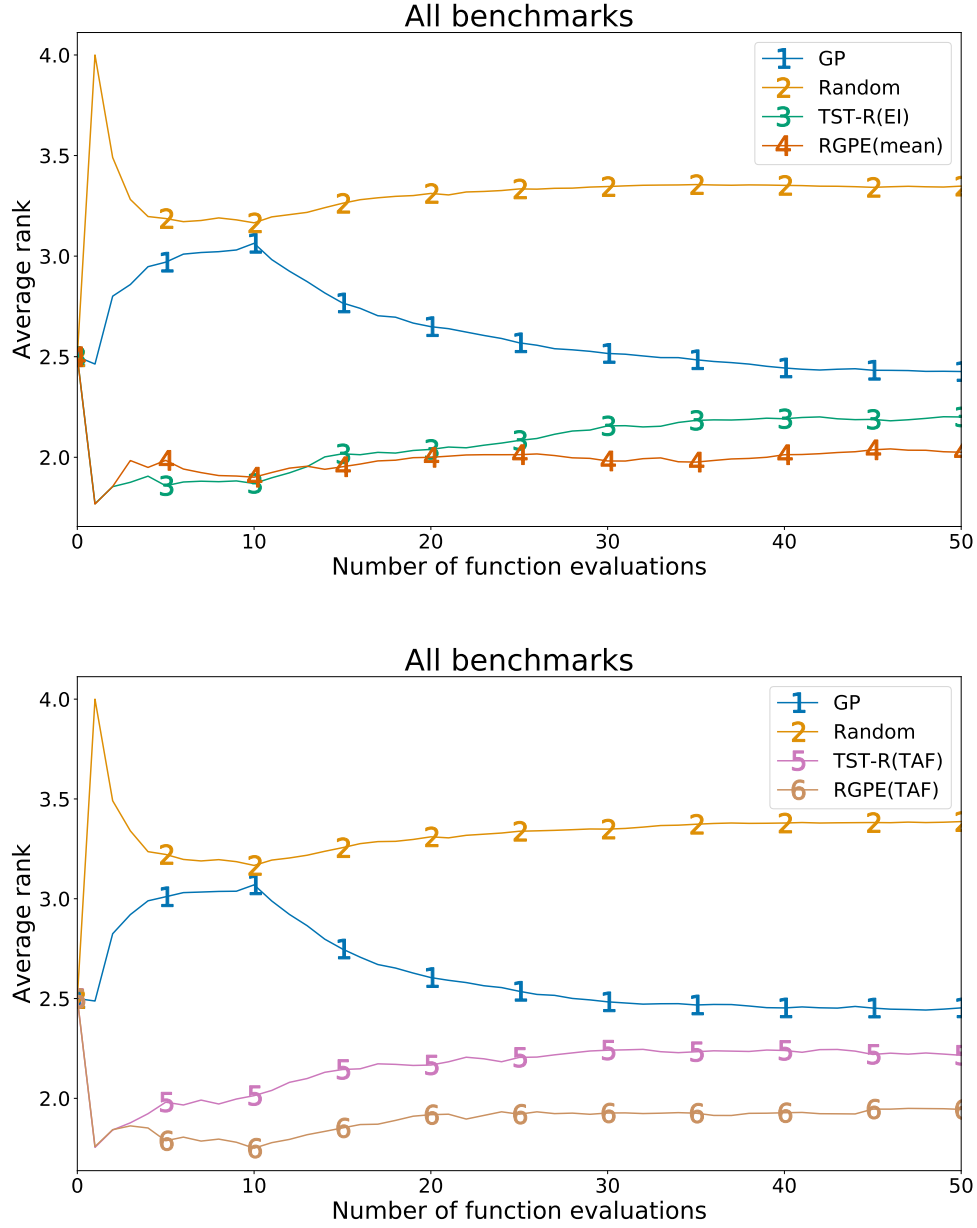 All benchmarks
4.0
3.5
3.0
2.5
2.0
Average rank
1 GP
2 Random
3 TST-R(EI)
4 RGPE(mean)
0 10 20 30 40 50
Number of function evaluations
All benchmarks
4.0
3.5
3.0
2.5
2.0
Average rank
1 GP
2 Random
5 TST-R(TAF)
6 RGPE(TAF)
0 10 20 30 40 50
Number of function evaluations